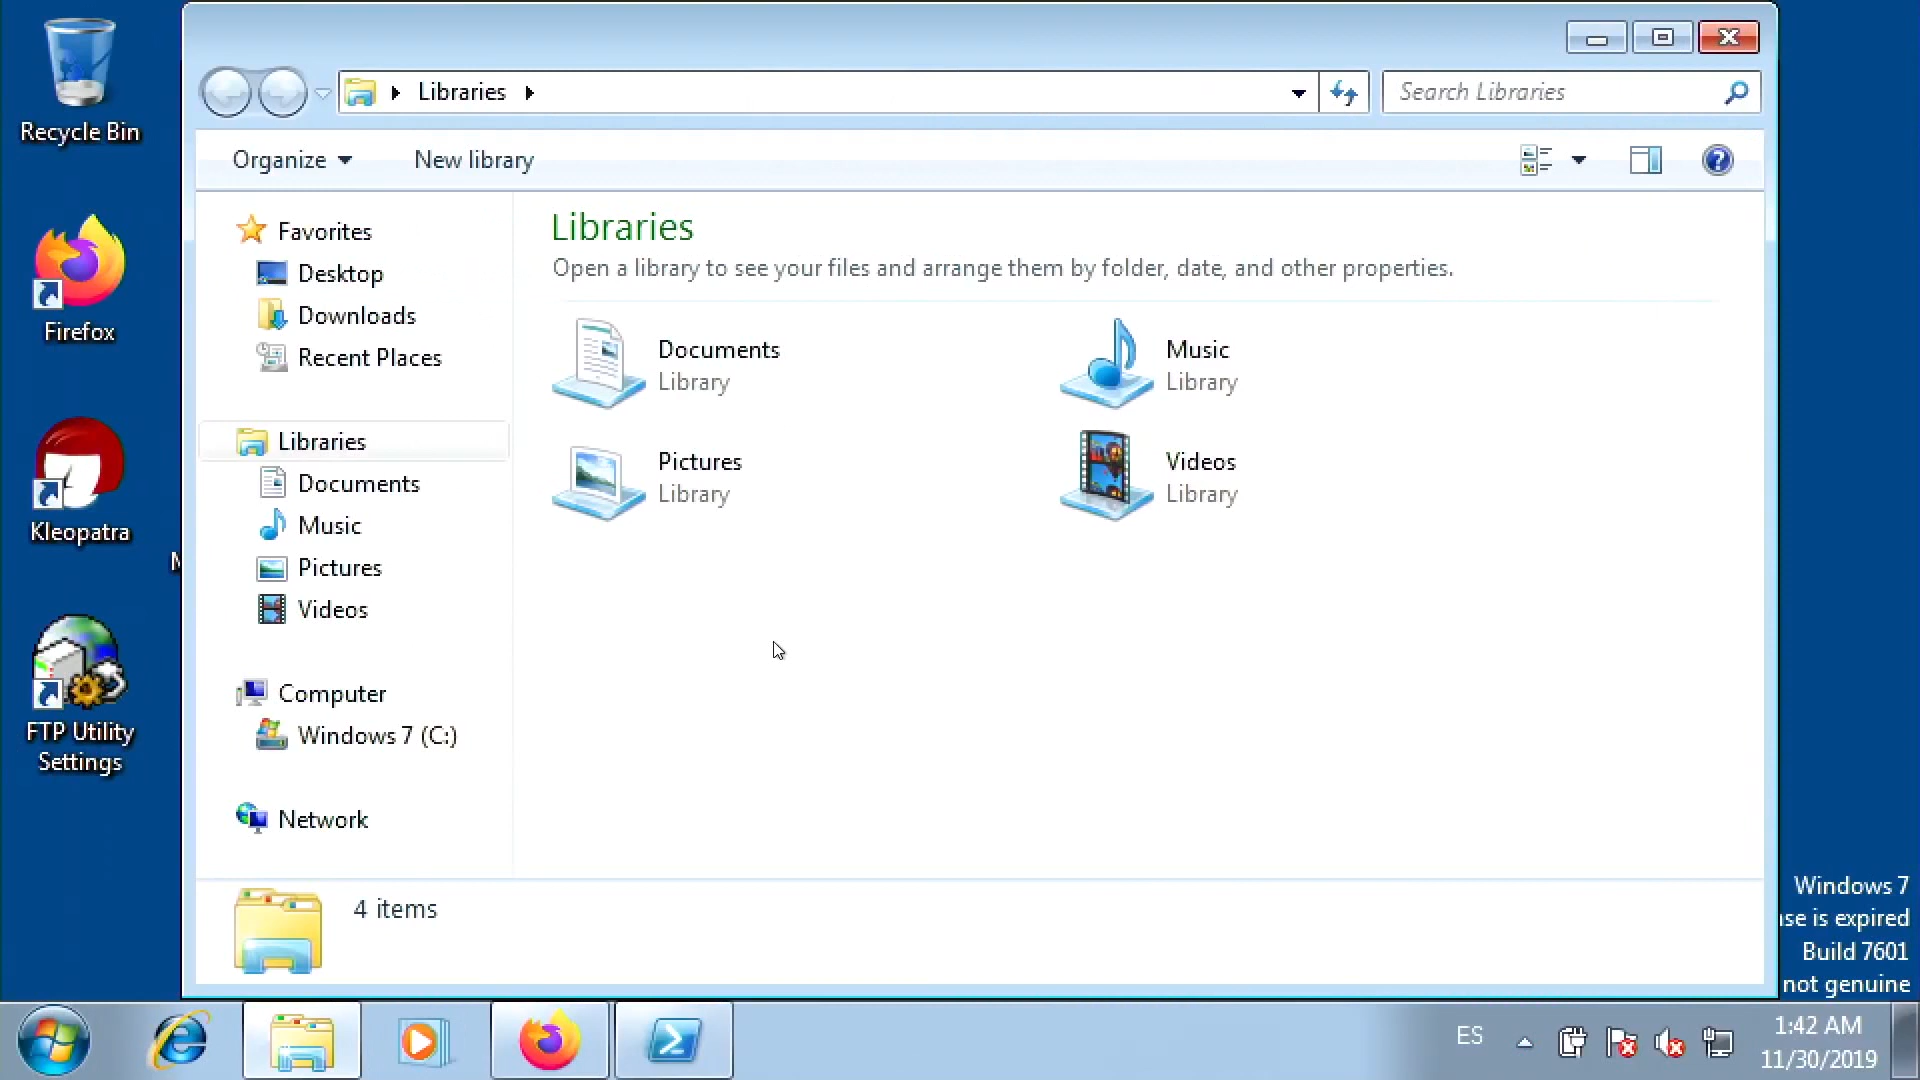 Recycle Bin
Firefox
Kleopatra
FTP Utility
Settings
Libraries
Search Libraries
Organize
New library
Favorites
Desktop
Downloads
Recent Places
Libraries
Documents
Music
Pictures
Videos
Computer
Windows 7 (C:)
Network
Libraries
Open a library to see your files and arrange them by folder, date, and other properties.
Documents
Library
Music
Library
Pictures
Library
Videos
Library
4 items
Windows 7
se is expired
Build 7601
not genuine
ES
1:42 AM
11/30/2019